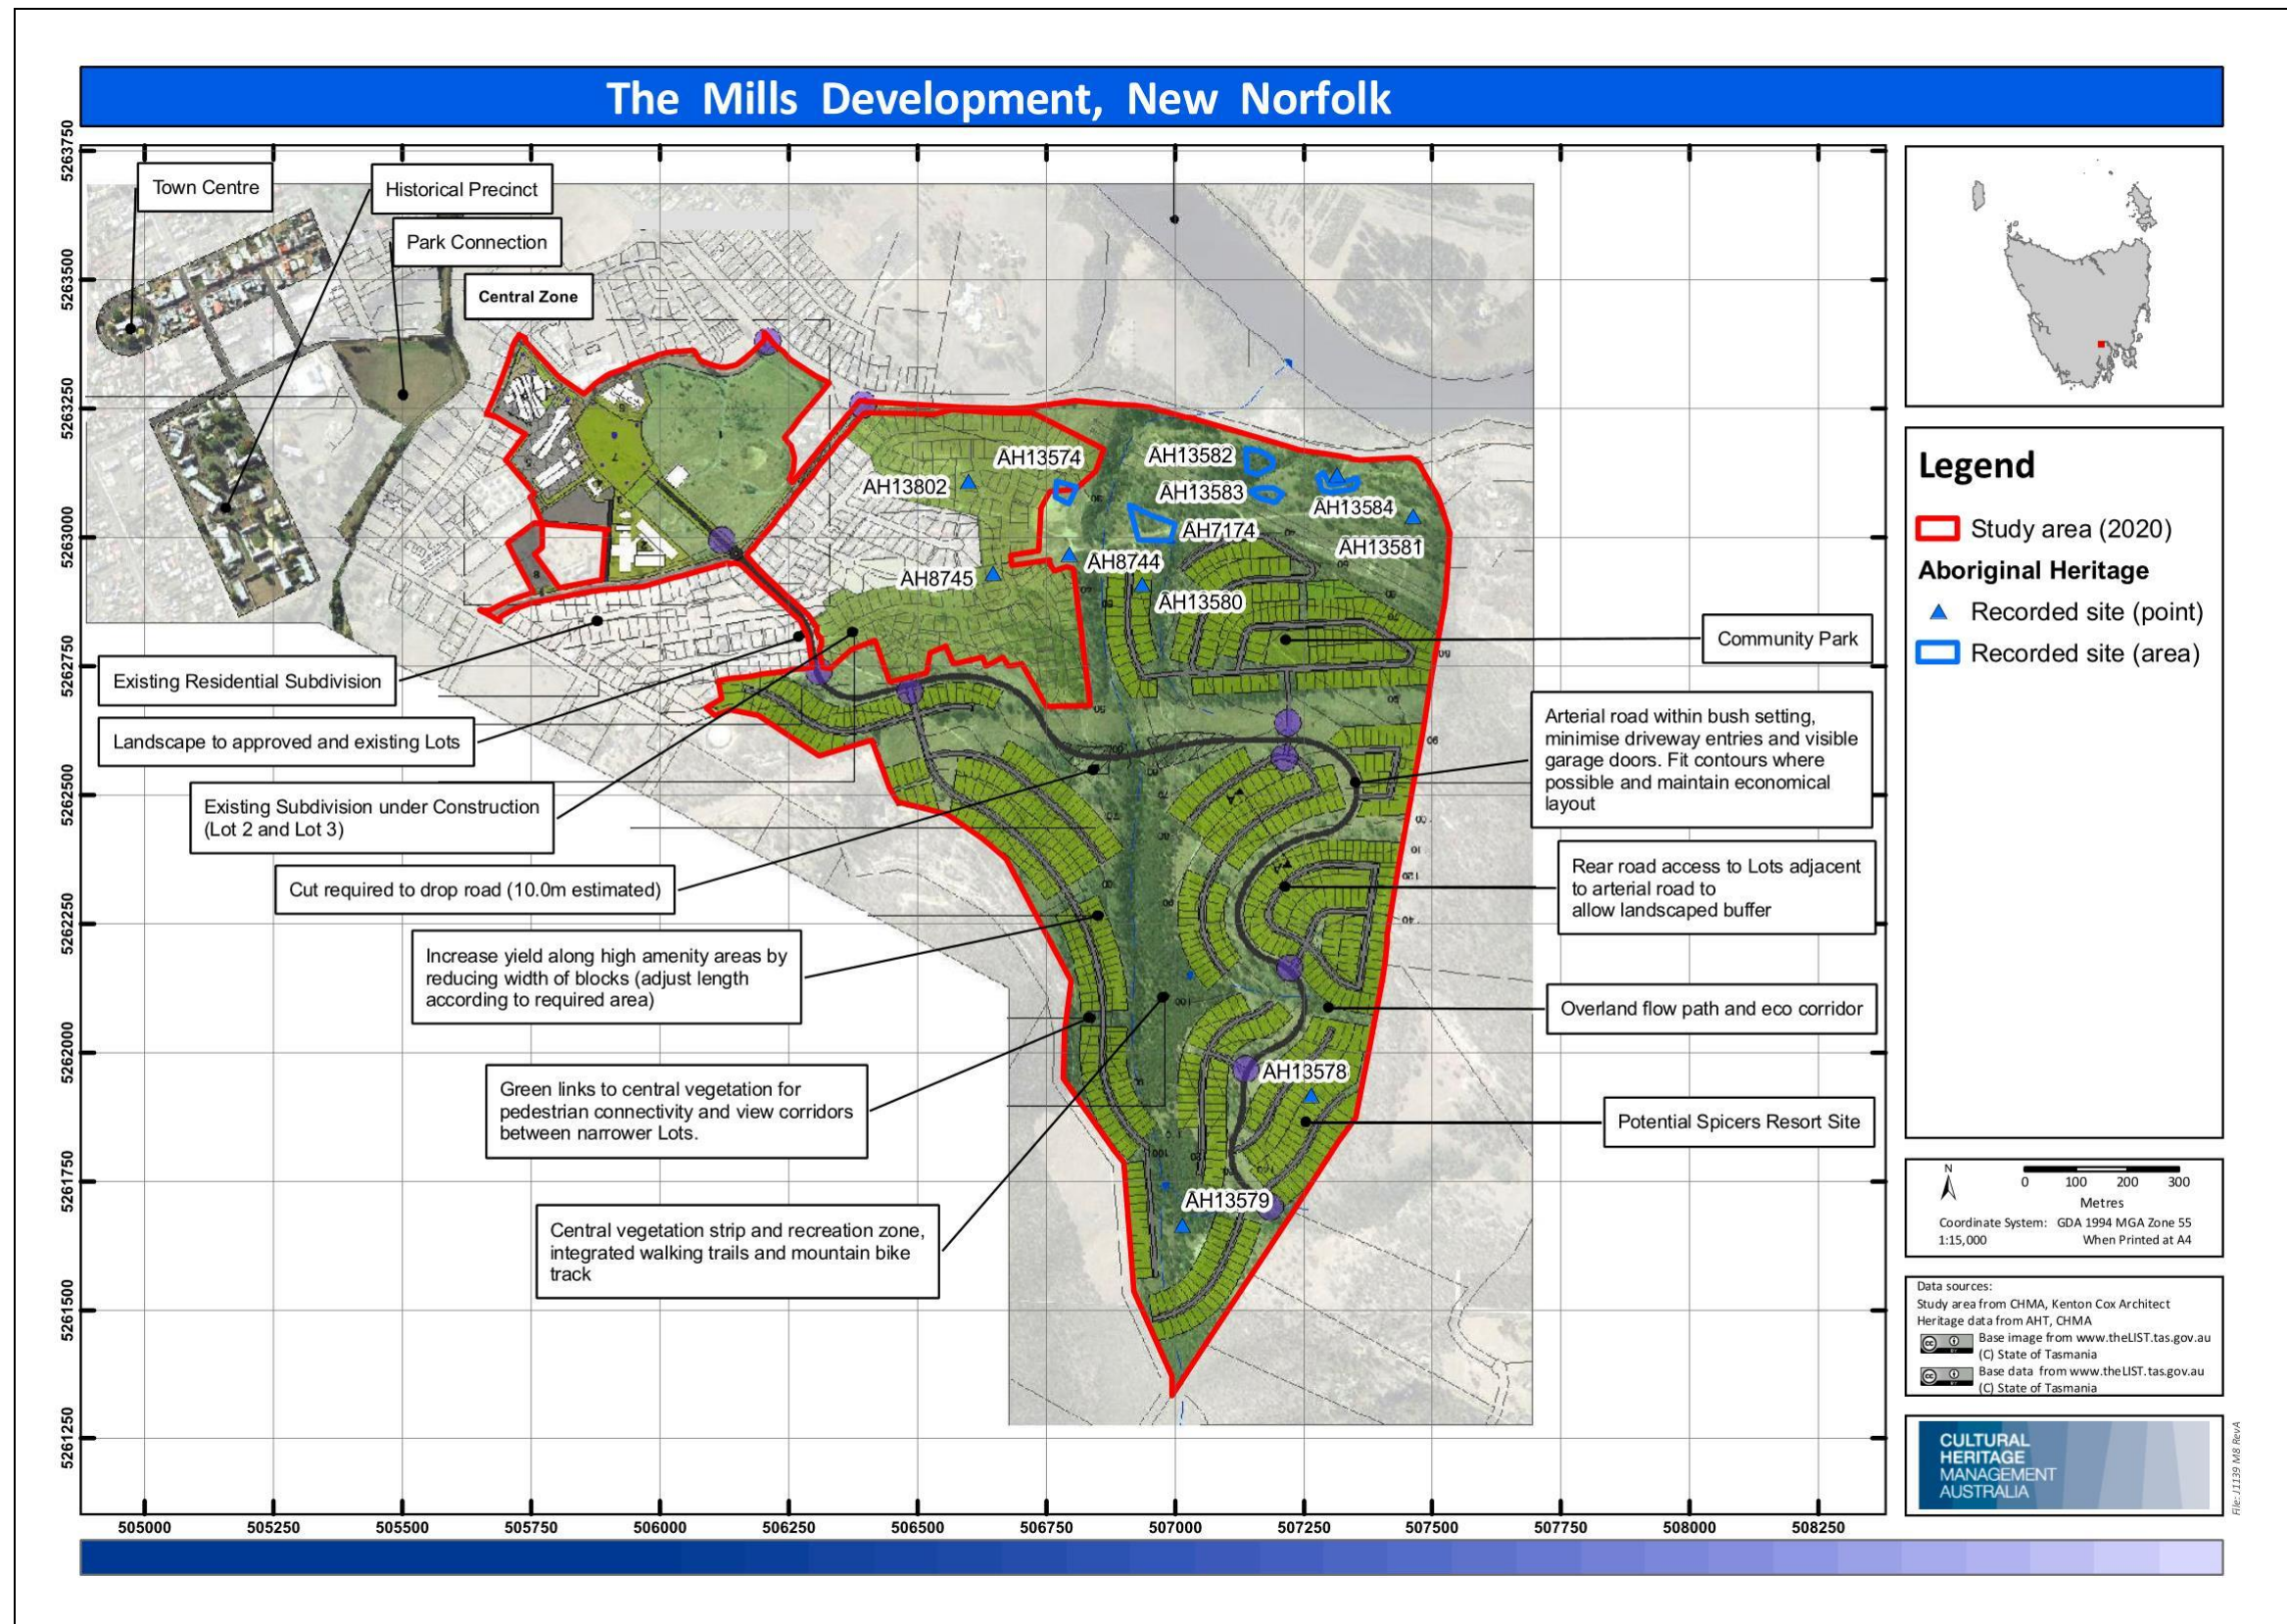 The Mills Development, New Norfolk
5263750
5263500
5263250
5263000
5262750
5262500
5262250
5262000
5261750
5261500
5261250
Town Centre
Historical Precinct
Park Connection
Central Zone
AH13574
AH13802
AH13582
AH13583
AH13584
AH7174
AH13581
AH8744
AH8745
AH13580
Community Park
Existing Residential Subdivision
Landscape to approved and existing Lots
Existing Subdivision under Construction
(Lot 2 and Lot 3)
Cut required to drop road (10.0m estimated)
Increase yield along high amenity areas by
reducing width of blocks (adjust length
according to required area)
Green links to central vegetation for
pedestrian connectivity and view corridors
between narrower Lots.
Central vegetation strip and recreation zone,
integrated walking trails and mountain bike
track
Arterial road within bush setting,
minimise driveway entries and visible
garage doors. Fit contours where
possible and maintain economical
layout
Rear road access to Lots adjacent
to arterial road to
allow landscaped buffer
Overland flow path and eco corridor
AH13578
Potential Spicers Resort Site
AH13579
505000
505250
505500
505750
506000
506250
506500
506750
507000
507250
507500
507750
508000
508250
Legend
Study area (2020)
Aboriginal Heritage
Recorded site (point)
Recorded site (area)
N
0 100 200 300
Metres
Coordinate System: GDA 1994 MGA Zone 55
1:15,000 When Printed at A4
Data sources:
Study area from CHMA, Kenton Cox Architect
Heritage data from AHT, CHMA
Base image from www.theLIST.tas.gov.au
(C) State of Tasmania
Base data from www.theLIST.tas.gov.au
(C) State of Tasmania
CULTURAL
HERITAGE
MANAGEMENT
AUSTRALIA
File: J1139 M8 RevA